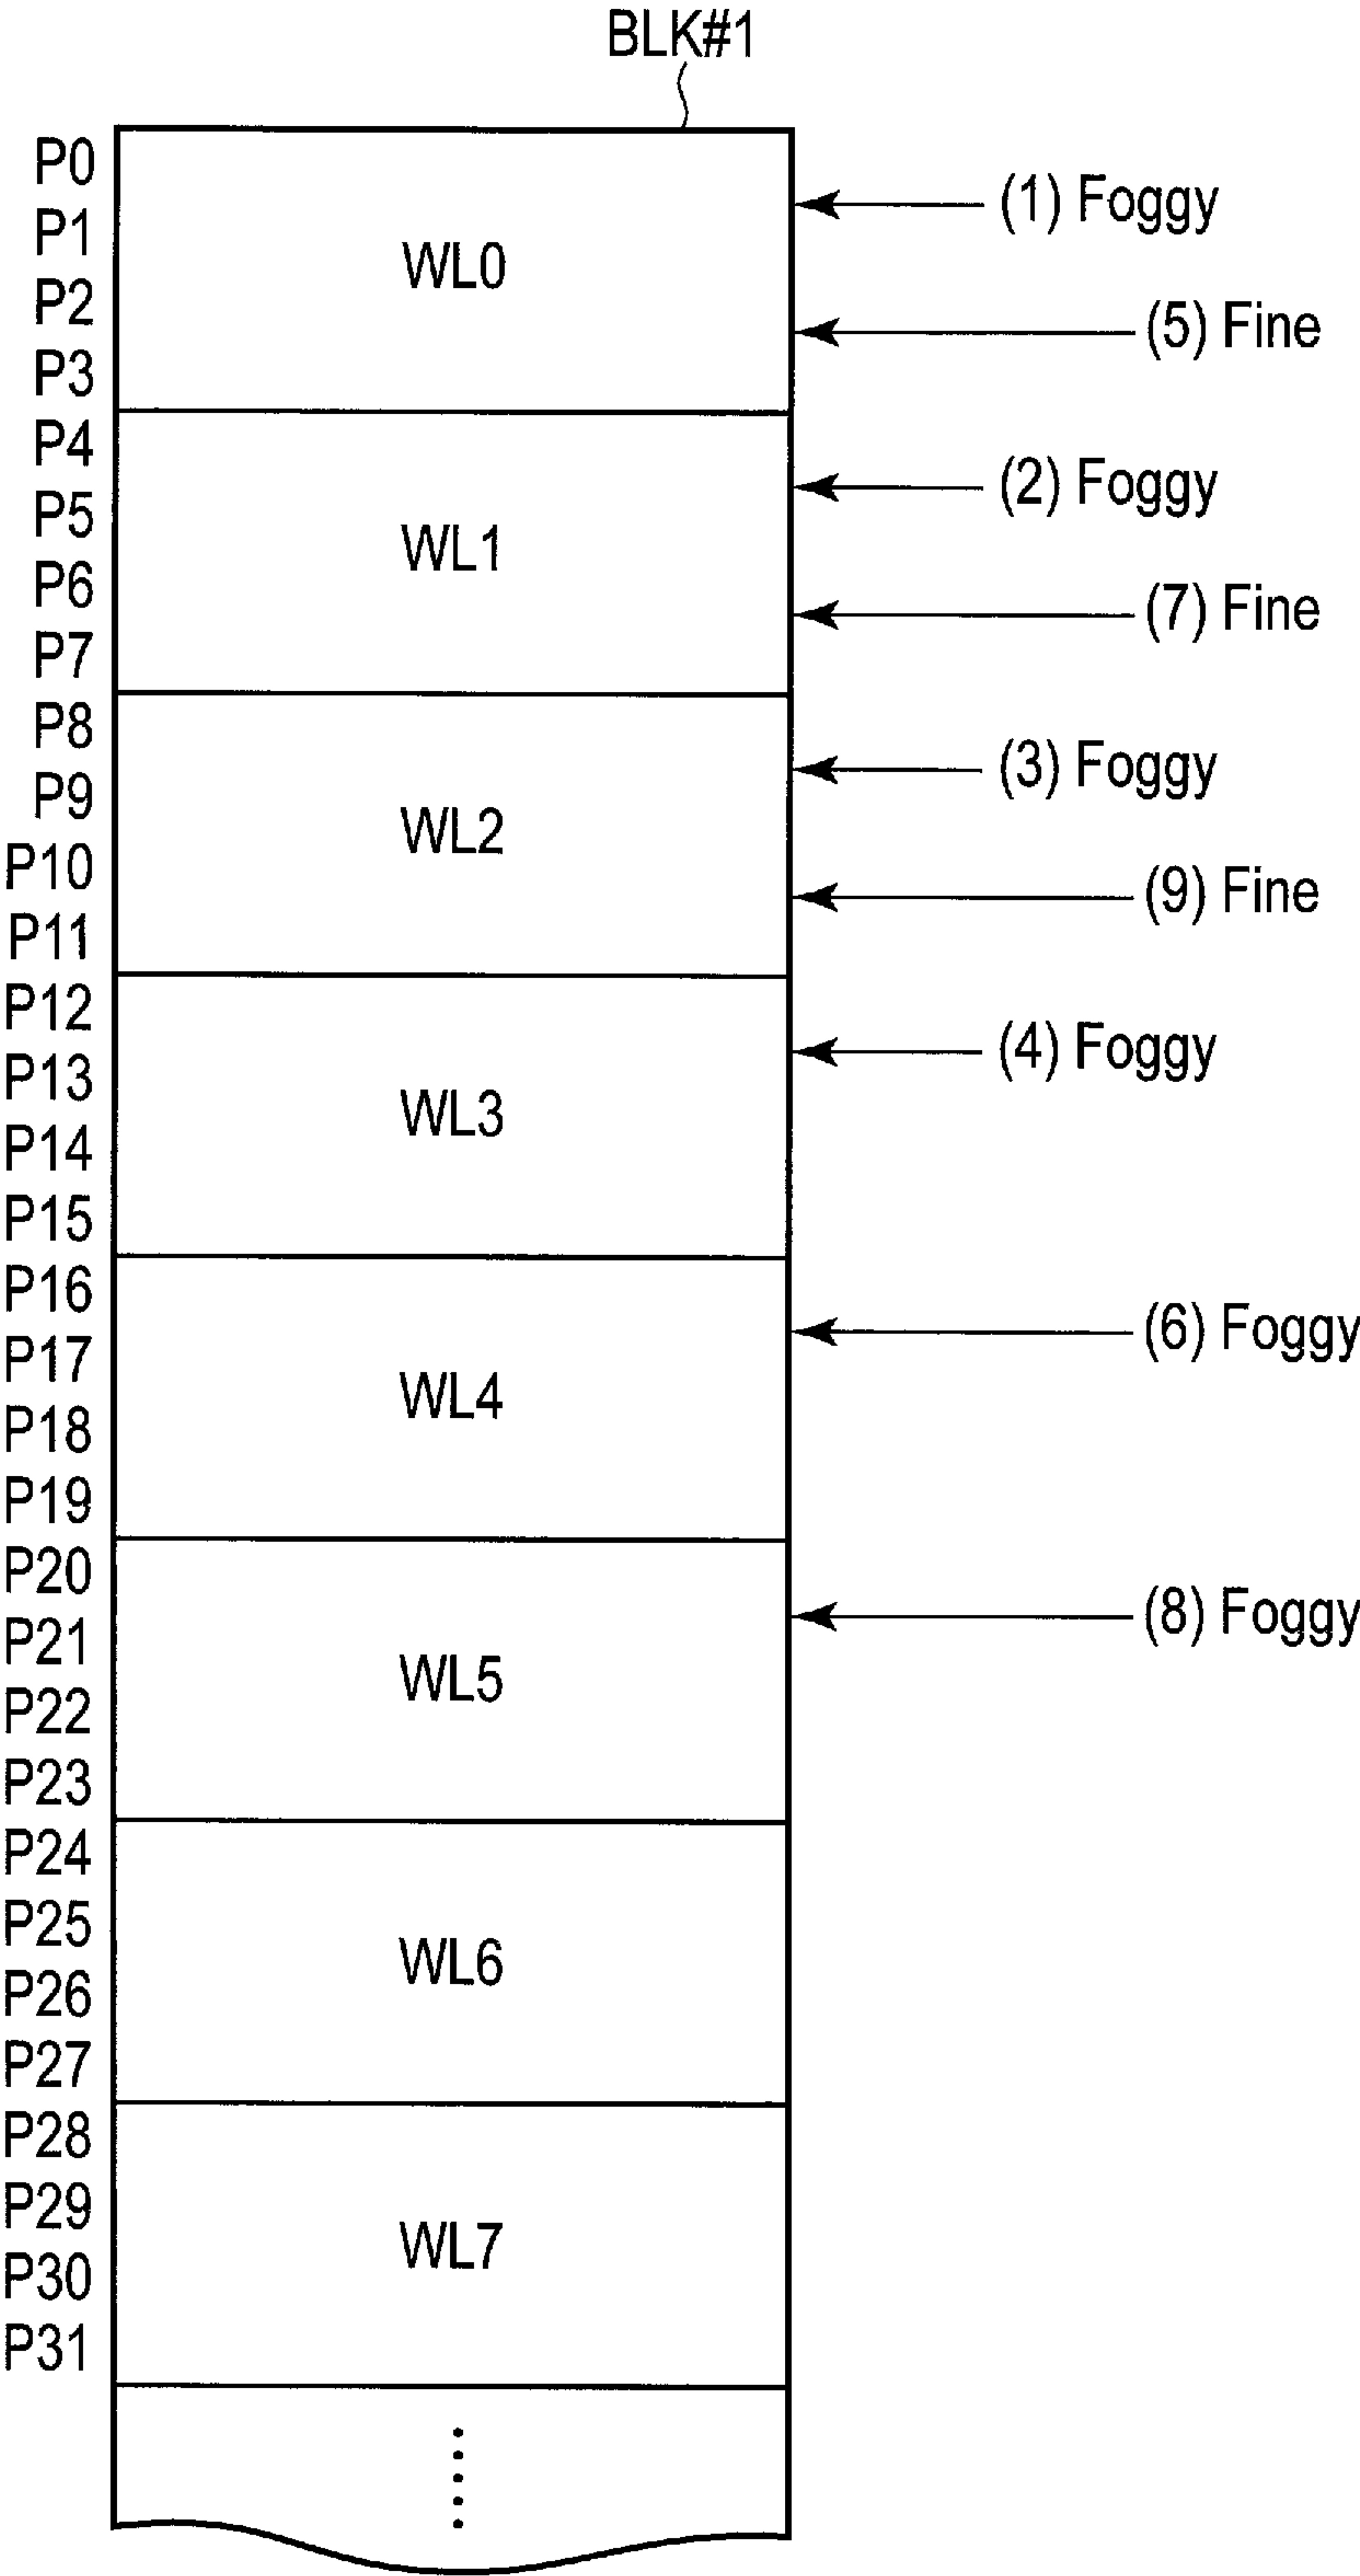 BLK#1
P0
(1) Foggy
P1
WL0
P2
(5) Fine
P3
P4
(2) Foggy
P5
WL1
P6
(7) Fine
P7
P8
(3) Foggy
P9
WL2
P10
(9) Fine
P11
P12
(4) Foggy
P13
WL3
P14
P15
P16
(6) Foggy
P17
WL4
P18
P19
P20
(8) Foggy
P21
WL5
P22
P23
P24
P25
WL6
P26
P27
P28
P29
WL7
P30
P31